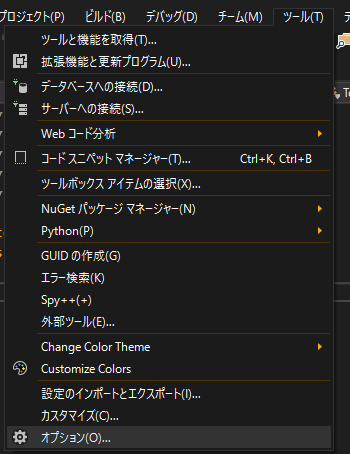 プロジェクト(P) ビルド(B) デバッグ(D) チーム(M) ツール(T)
ツールと機能を取得(T)...
拡張機能と更新プログラム(U)...
データベースへの接続(D)...
サーバーへの接続(S)...
Web コード分析
コード スニペット マネージャー(T)... Ctrl+K, Ctrl+B
ツールボックス アイテムの選択(X)...
NuGet パッケージ マネージャー(N)
Python(P)
GUID の作成(G)
エラー検索(K)
Spy++(+)
外部ツール(E)...
Change Color Theme
Customize Colors
設定のインポートとエクスポート(I)...
カスタマイズ(C)...
オプション(O)...